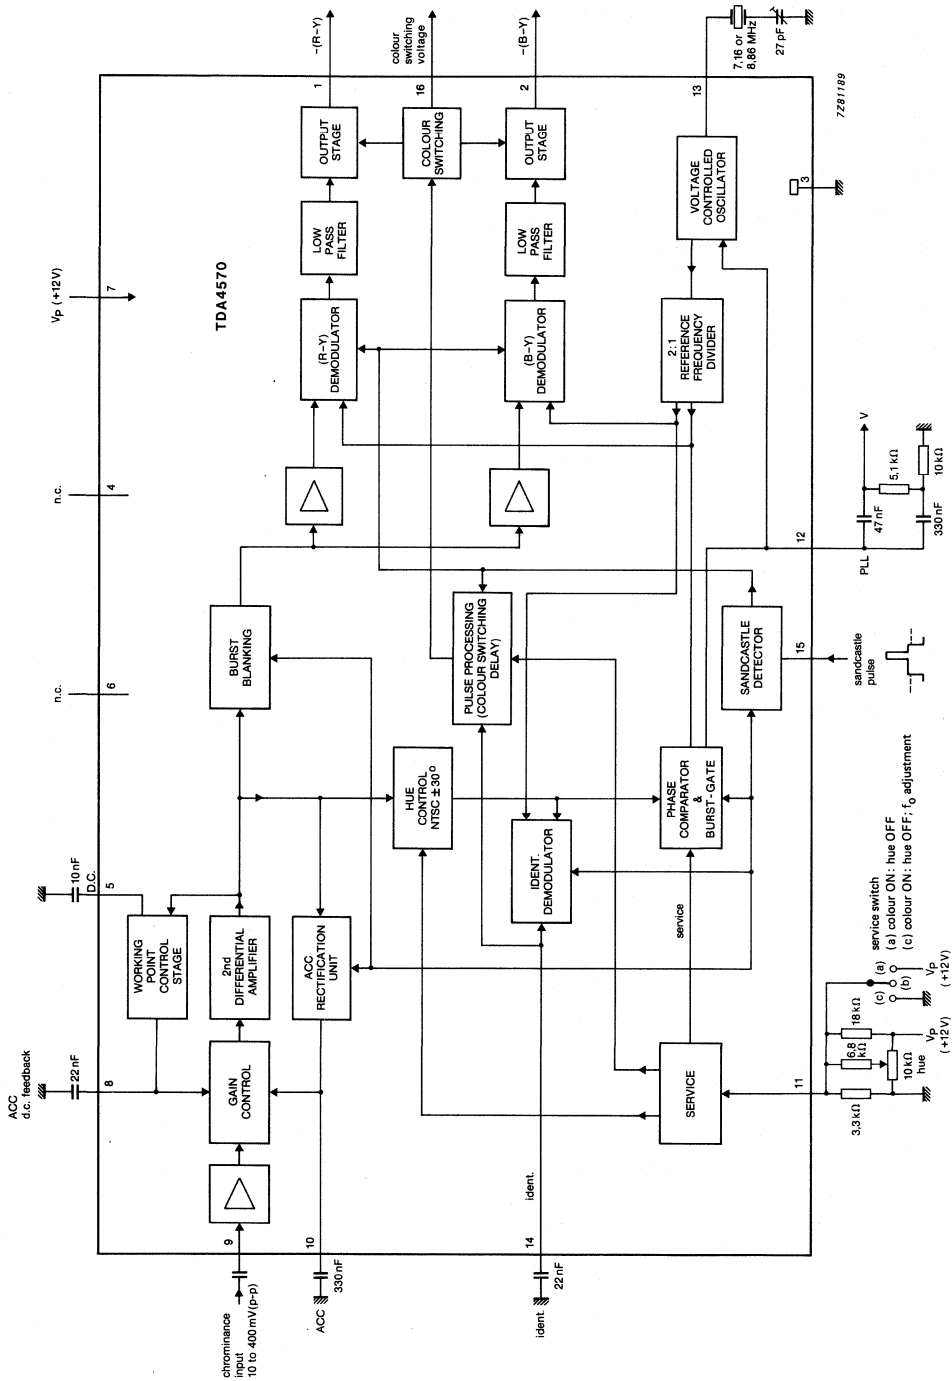 ACC
d.c. feedback
22 nF
8
10 nF
D.C.
5
n.c.
6
n.c.
4
Vp (+12V)
7
TDA4570
chrominance
input
10 to 400 mV(p-p)
9
GAIN
CONTROL
2nd
DIFFERENTIAL
AMPLIFIER
WORKING
POINT
CONTROL
STAGE
ACC
RECTIFICATION
UNIT
BURST
BLANKING
(R-Y)
DEMODULATOR
LOW
PASS
FILTER
OUTPUT
STAGE
1
-(R-Y)
ACC
330 nF
10
HUE
CONTROL
NTSC ±30°
PULSE PROCESSING
(COLOUR SWITCHING
DELAY)
COLOUR
SWITCHING
16
colour
switching
voltage
(B-Y)
DEMODULATOR
LOW
PASS
FILTER
OUTPUT
STAGE
2
-(B-Y)
ident.
22 nF
14
ident.
IDENT.
DEMODULATOR
SERVICE
service
PHASE
COMPARATOR
&
BURST-GATE
SANDCASTLE
DETECTOR
2:1
REFERENCE
FREQUENCY
DIVIDER
VOLTAGE
CONTROLLED
OSCILLATOR
13
7,16 or
8,86 MHz
27 pF
3
11
3,3 kΩ
6,8
kΩ
18 kΩ
10 kΩ
hue
Vp
(+12V)
(c)
(a)
(b)
Vp
(+12V)
service switch
(a) colour ON: hue OFF
(c) colour ON: hue OFF; fo adjustment
15
sandcastle
pulse
12
PLL
47 nF
330 nF
5,1 kΩ
10 kΩ
V
7Z81189